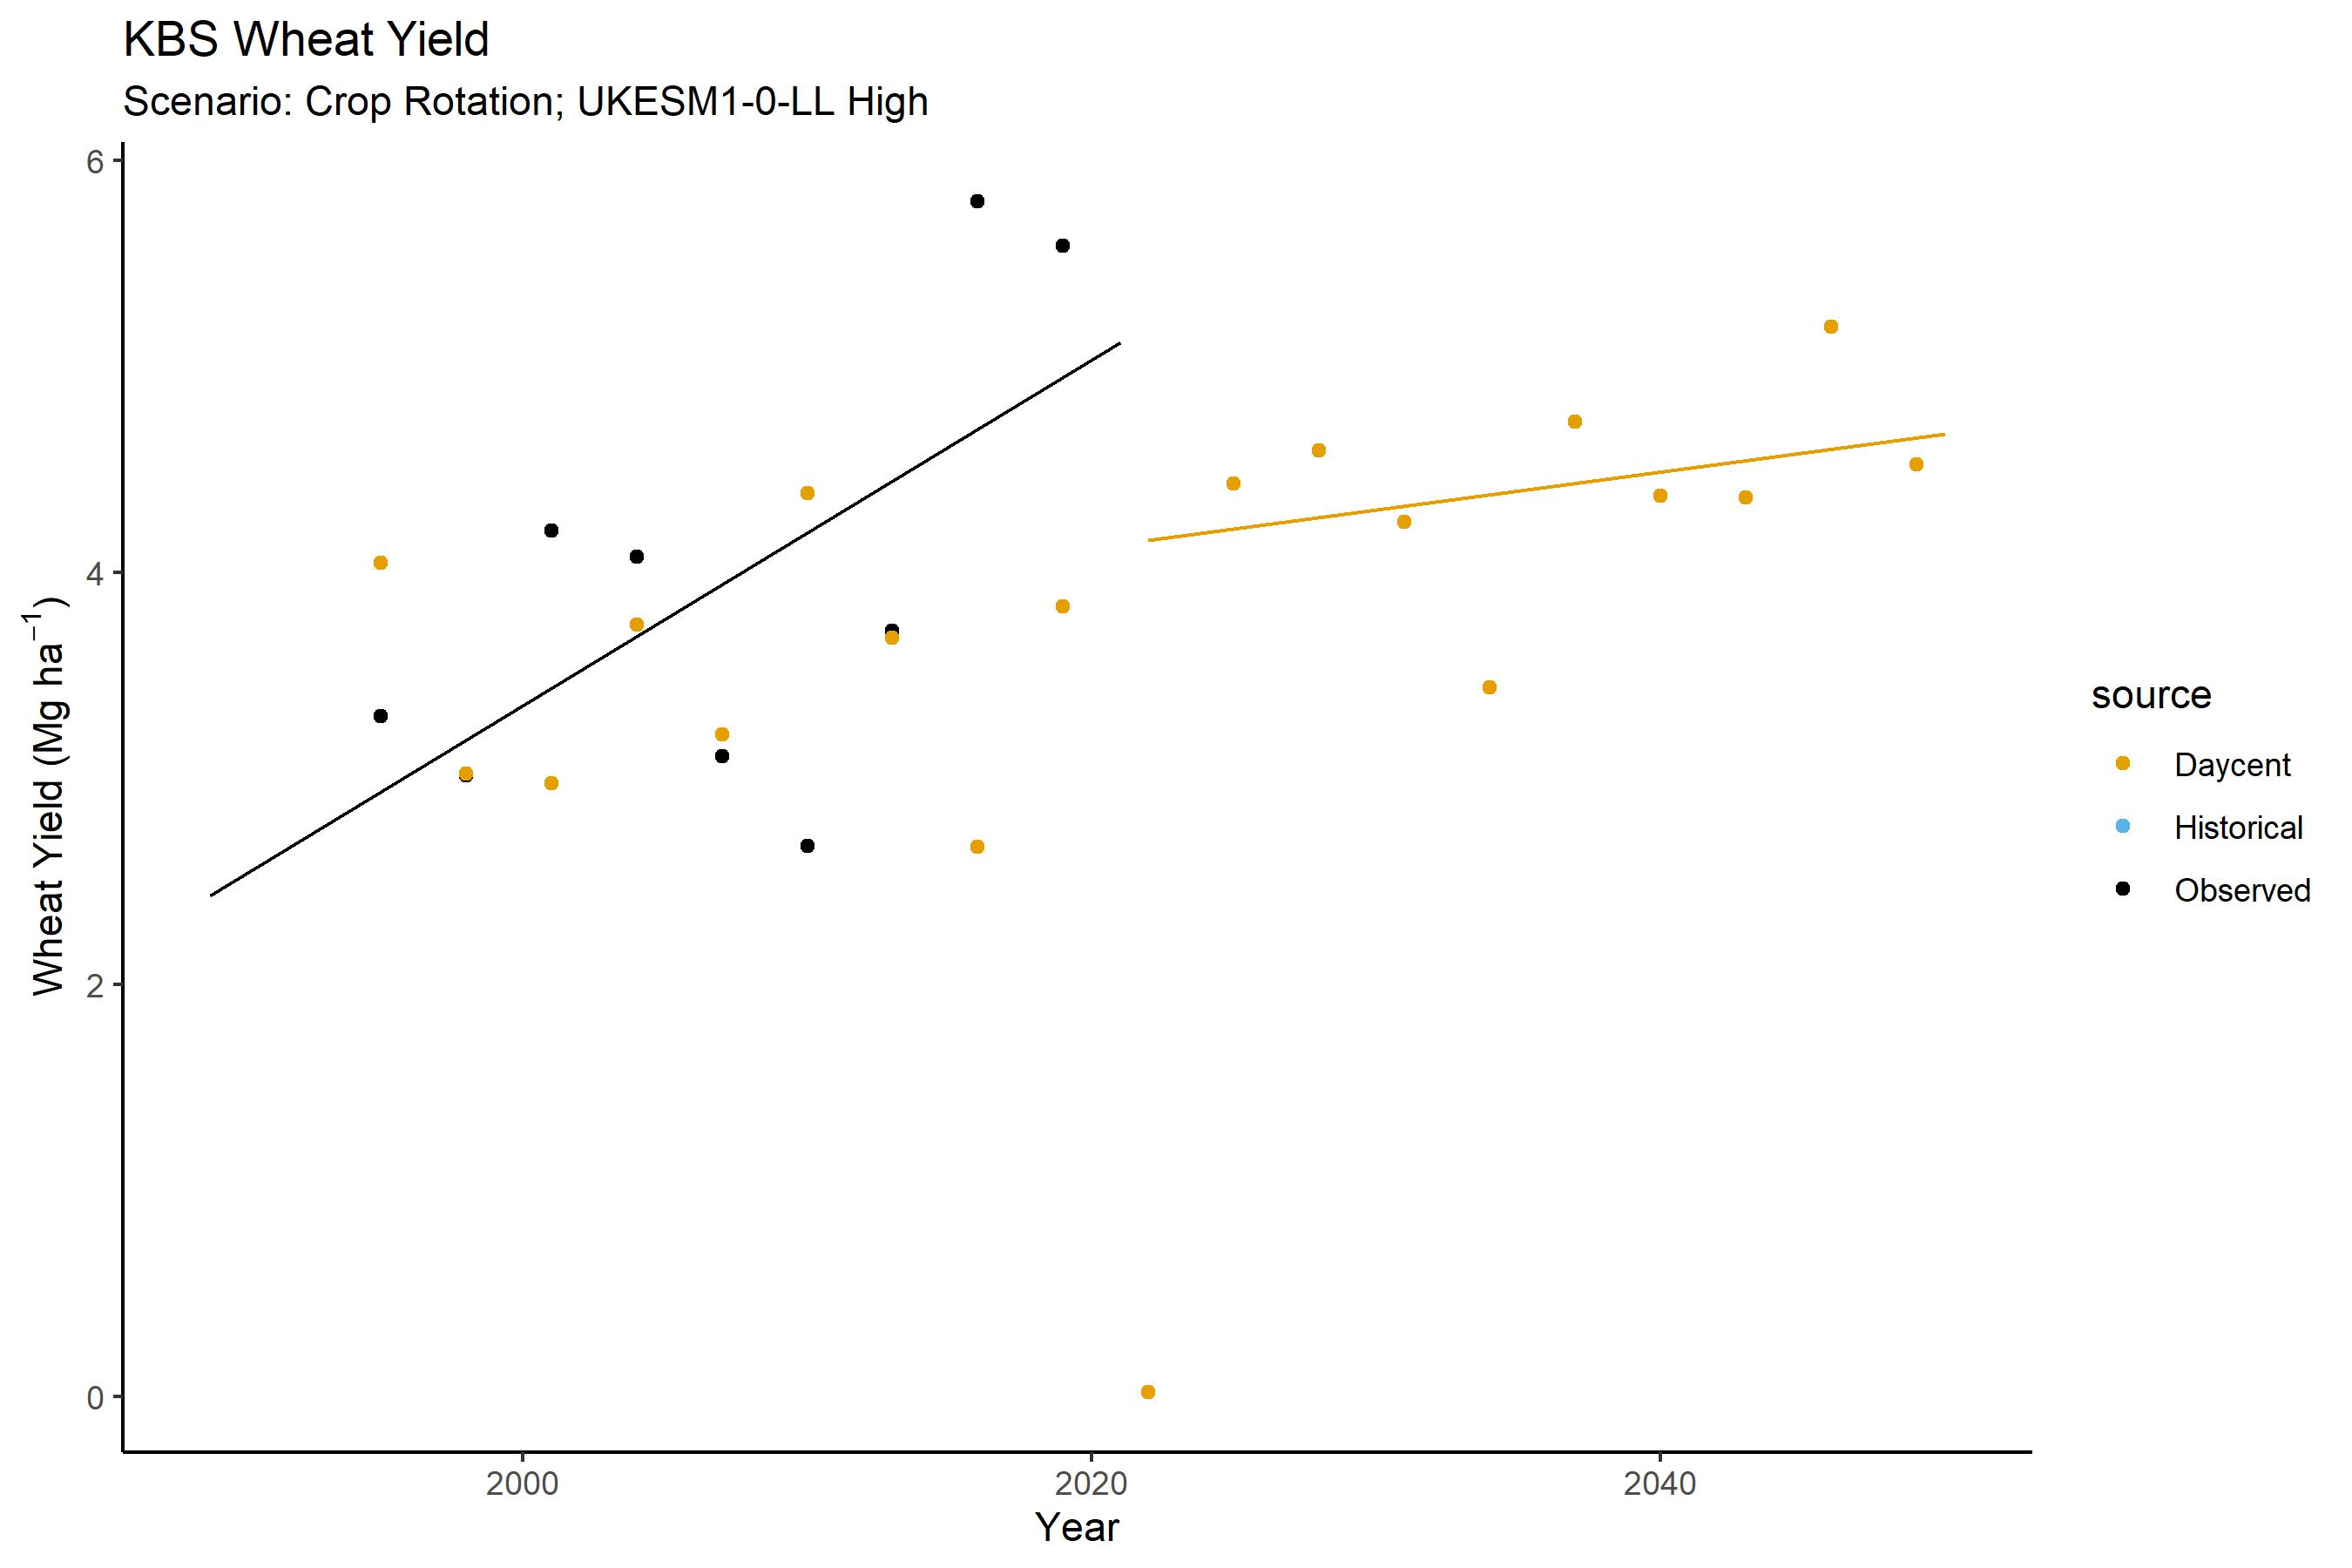 KBS Wheat Yield
Scenario: Crop Rotation; UKESM1-0-LL High
Wheat Yield (Mg ha⁻¹)
6
4
2
0
2000
2020
2040
Year
source
Daycent
Historical
Observed